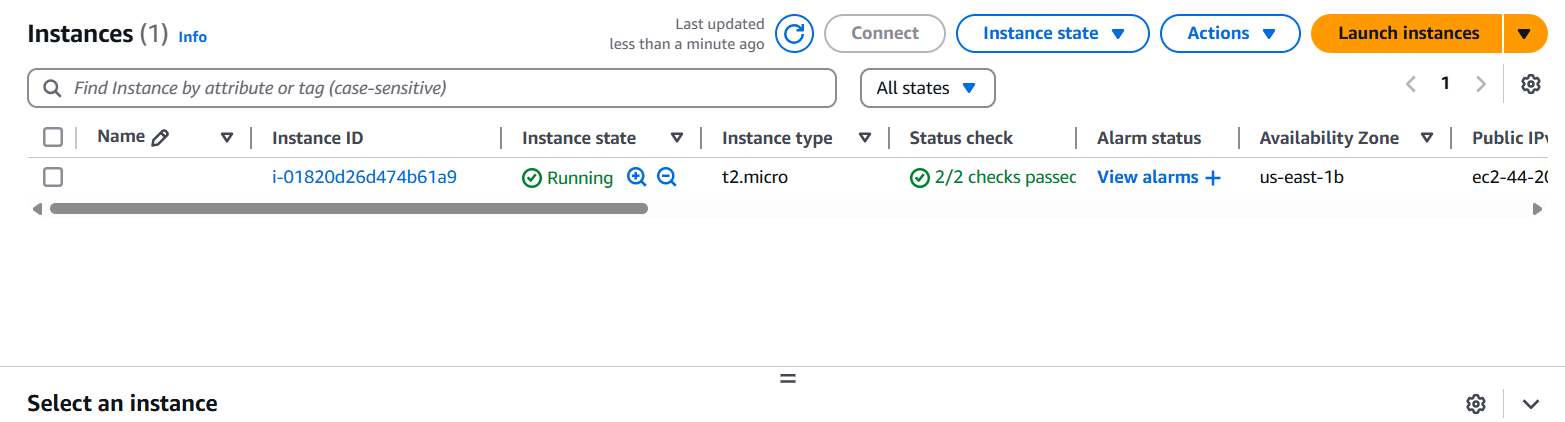 Instances (1) Info
Last updated
less than a minute ago
Connect
Instance state
Actions
Launch instances
Find Instance by attribute or tag (case-sensitive)
All states
1
Name Instance ID Instance state Instance type Status check Alarm status Availability Zone Public IPv
i-01820d26d474b61a9 Running t2.micro 2/2 checks passec View alarms + us-east-1b ec2-44-20
Select an instance